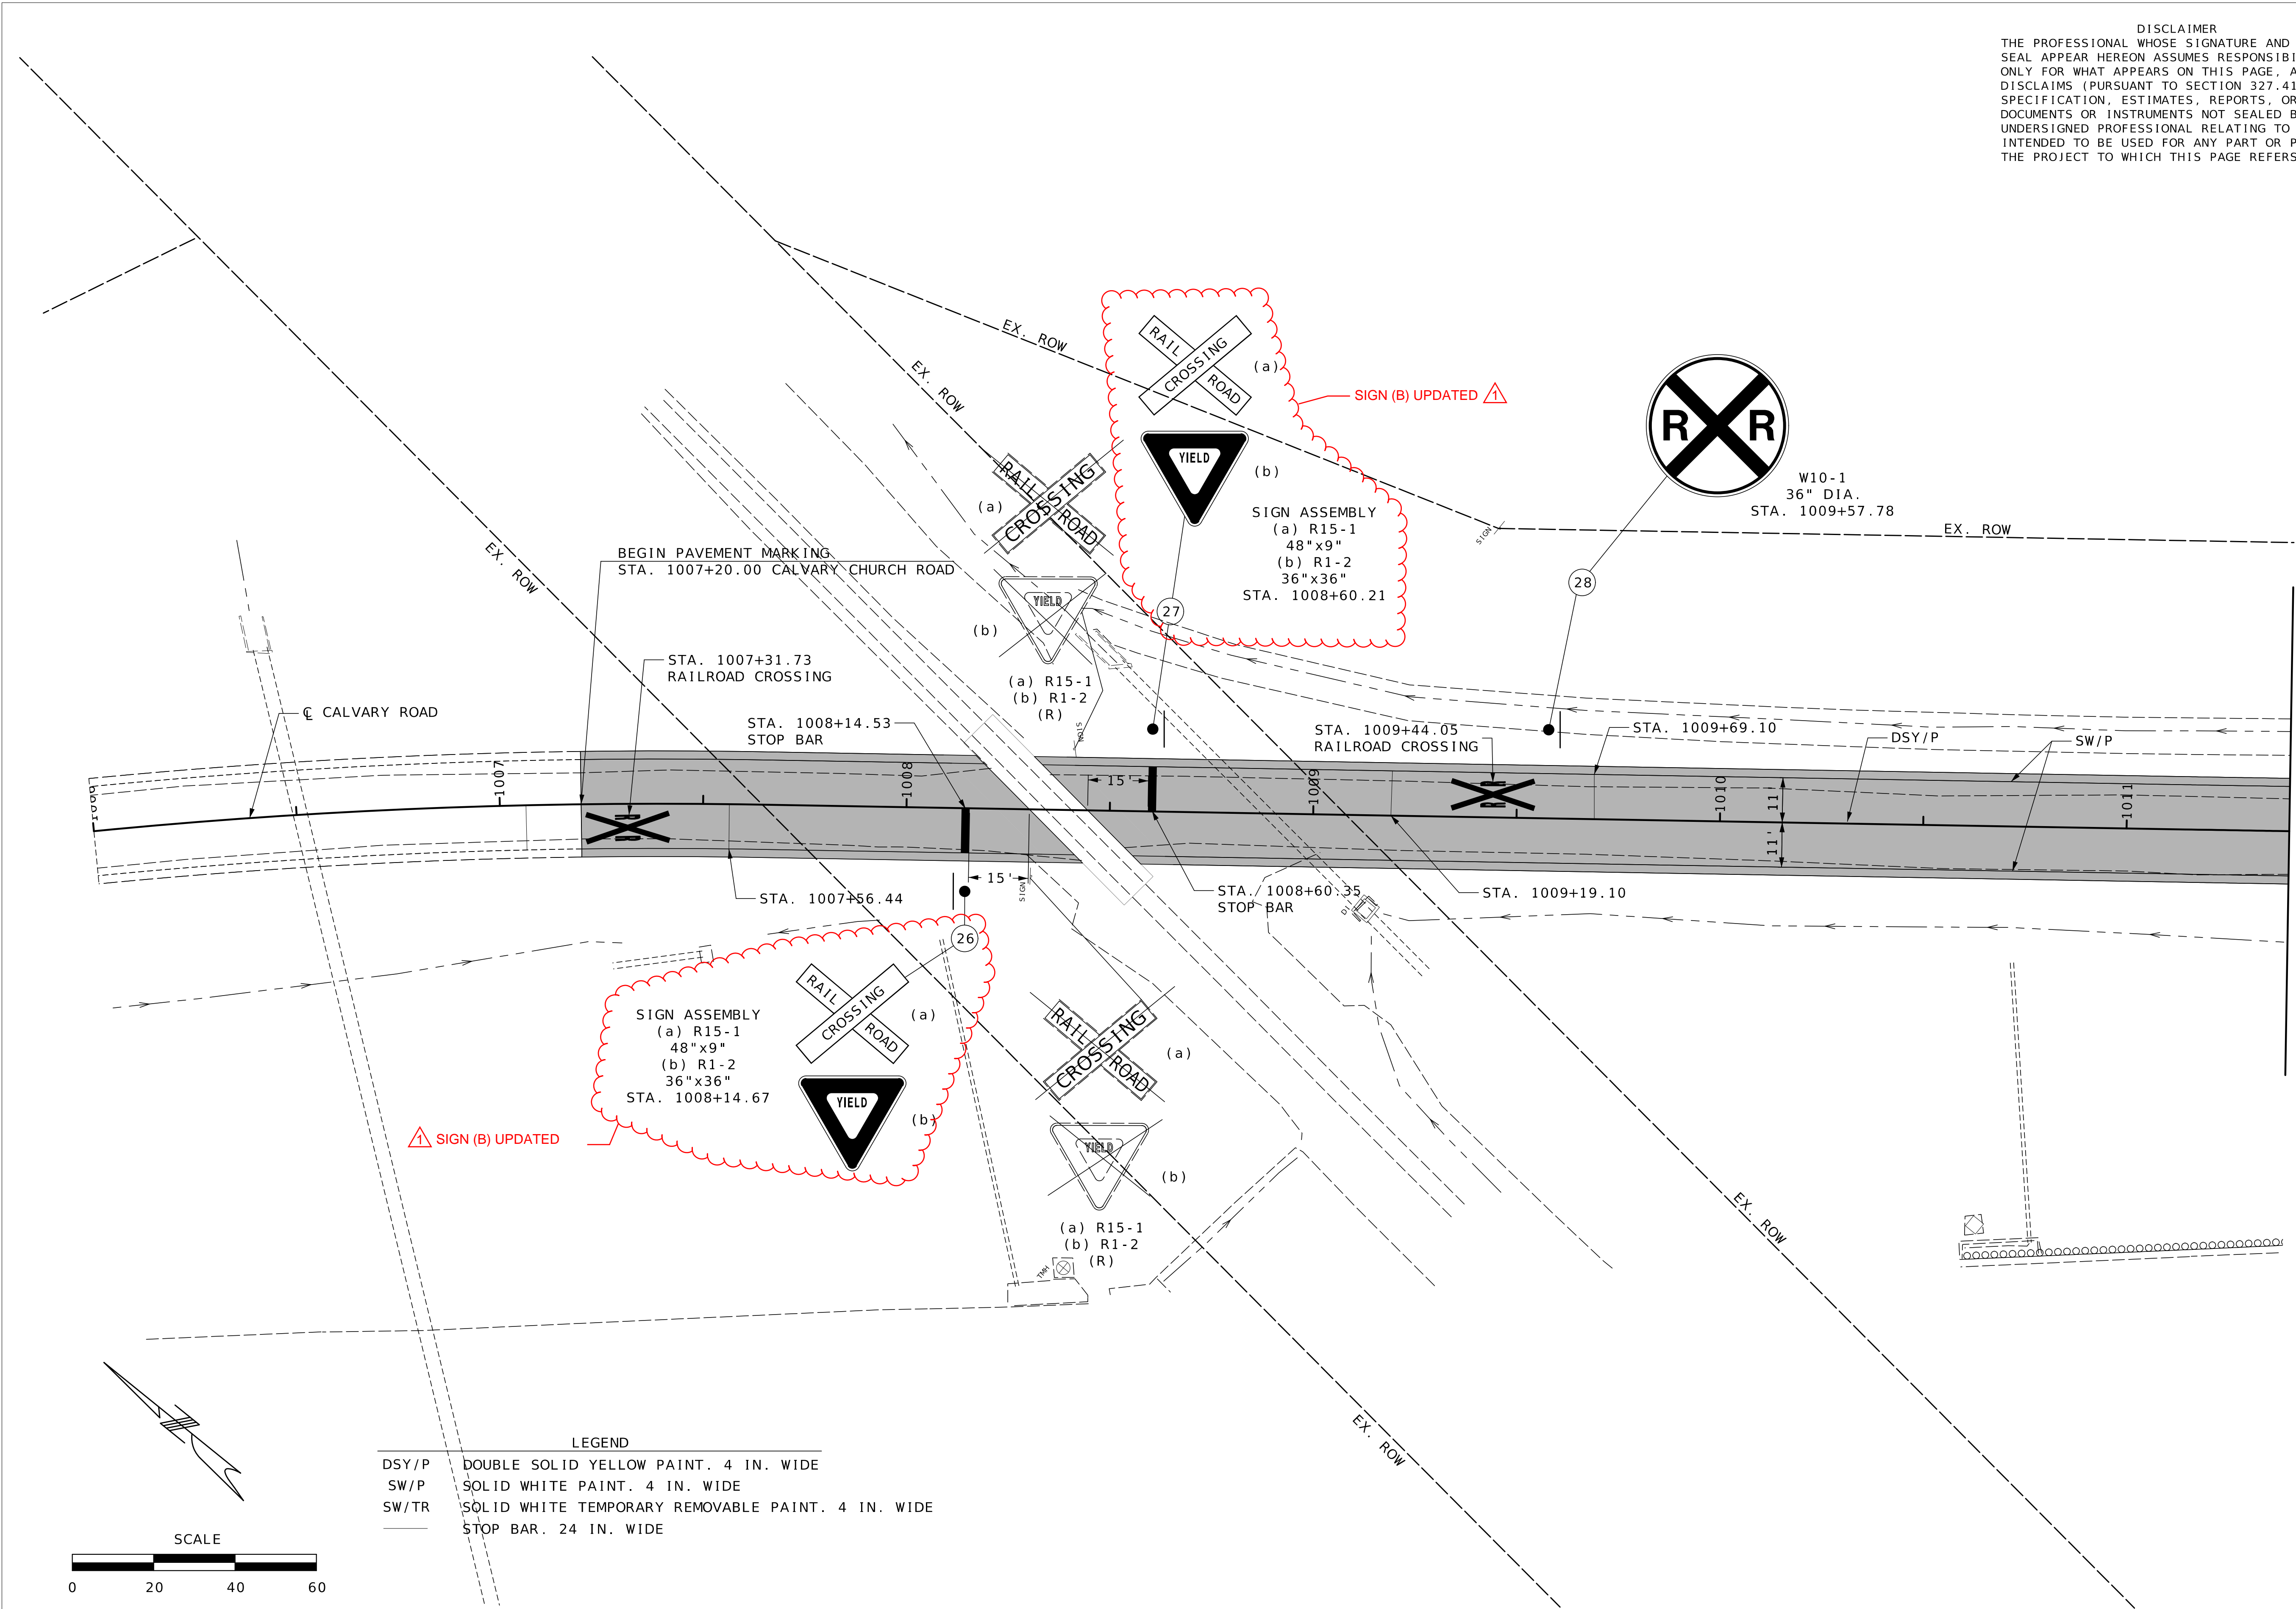 DISCLAIMER
THE PROFESSIONAL WHOSE SIGNATURE AND
SEAL APPEAR HEREON ASSUMES
ONLY FOR WHAT APPEARS ON THIS PAGE,
DISCLAIMS (PURSUANT TO SECTION 327.41
SPECIFICATION, ESTIMATES, REPORTS, OR
DOCUMENTS OR INSTRUMENTS NOT SEALED
UNDERSIGNED PROFESSIONAL RELATING TO
INTENDED TO BE USED FOR ANY PART OR
THE PROJECT TO WHICH THIS PAGE REFERS
EX. ROW
EX. ROW
EX. ROW
EX. ROW
EX. ROW
EX. ROW
RAIL
ROAD
CROSSING
(a)
YIELD
(b)
SIGN ASSEMBLY
(a) R15-1
48"x9"
(b) R1-2
36"x36"
STA. 1008+60.21
SIGN (B) UPDATED 1
R R
W10-1
36" DIA.
STA. 1009+57.78
28
27
SIGN
RAIL
ROAD
CROSSING
(a)
YIELD
(b)
(a) R15-1
(b) R1-2
(R)
SIGN
BEGIN PAVEMENT MARKING
STA. 1007+20.00 CALVARY CHURCH ROAD
STA. 1007+31.73
RAILROAD CROSSING
℄ CALVARY ROAD
STA. 1008+14.53
STOP BAR
STA. 1009+44.05
RAILROAD CROSSING
STA. 1009+69.10
DSY/P
SW/P
1007
1008
1009
1010
1011
15'
15'
11'
11'
R R
R R
STA. 1007+56.44
SIGN
STA. 1008+60.35
STOP BAR
STA. 1009+19.10
DI
26
SIGN ASSEMBLY
(a) R15-1
48"x9"
(b) R1-2
36"x36"
STA. 1008+14.67
RAIL
ROAD
CROSSING
(a)
YIELD
(b)
1 SIGN (B) UPDATED
RAIL
ROAD
CROSSING
(a)
YIELD
(b)
(a) R15-1
(b) R1-2
(R)
TMH
LEGEND
DSY/P DOUBLE SOLID YELLOW PAINT. 4 IN. WIDE
SW/P SOLID WHITE PAINT. 4 IN. WIDE
SW/TR SOLID WHITE TEMPORARY REMOVABLE PAINT. 4 IN. WIDE
STOP BAR. 24 IN. WIDE
SCALE
0 20 40 60